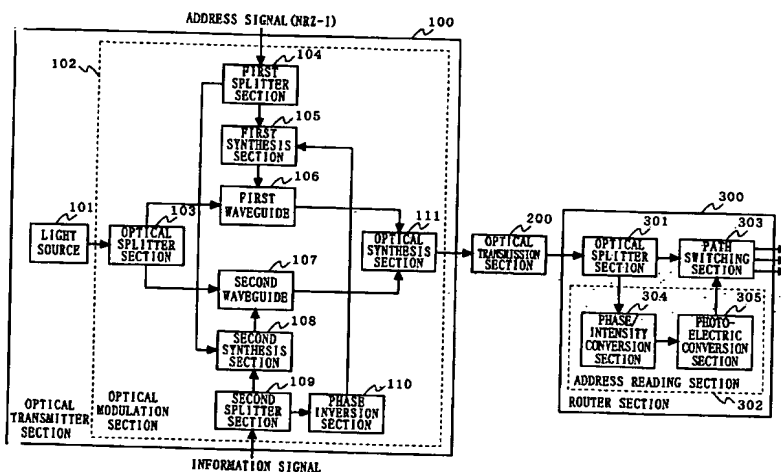 ADDRESS SIGNAL(NRZ-I)
100
102
104
FIRST
SPLITTER
SECTION
105
FIRST
SYNTHESIS
SECTION
106
FIRST
WAVEGUIDE
101
LIGHT
SOURCE
103
OPTICAL
SPLITTER
SECTION
111
OPTICAL
SYNTHESIS
SECTION
107
SECOND
WAVEGUIDE
108
SECOND
SYNTHESIS
SECTION
109
SECOND
SPLITTER
SECTION
110
PHASE
INVERSION
SECTION
OPTICAL
MODULATION
SECTION
OPTICAL
TRANSMITTER
SECTION
INFORMATION SIGNAL
200
OPTICAL
TRANSMISSION
SECTION
300
301
OPTICAL
SPLITTER
SECTION
303
PATH
SWITCHING
SECTION
304
PHASE/
INTENSITY
CONVERSION
SECTION
305
PHOTO-
ELECTRIC
CONVERSION
SECTION
ADDRESS READING SECTION
302
ROUTER SECTION